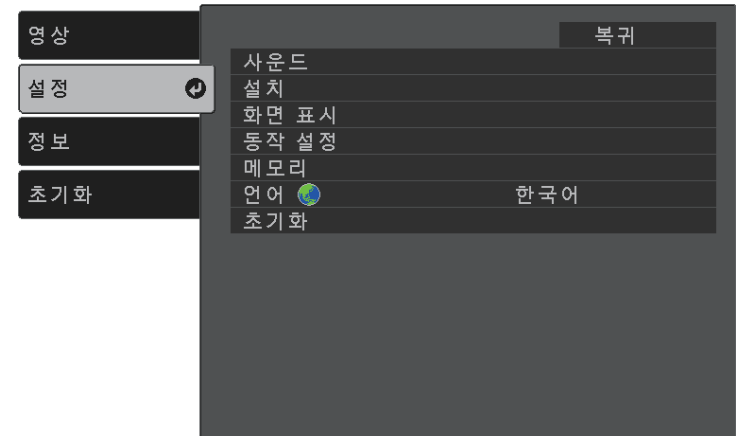 영상
설정
정보
초기화
복귀
사운드
설치
화면 표시
동작 설정
메모리
언어 한국어
초기화